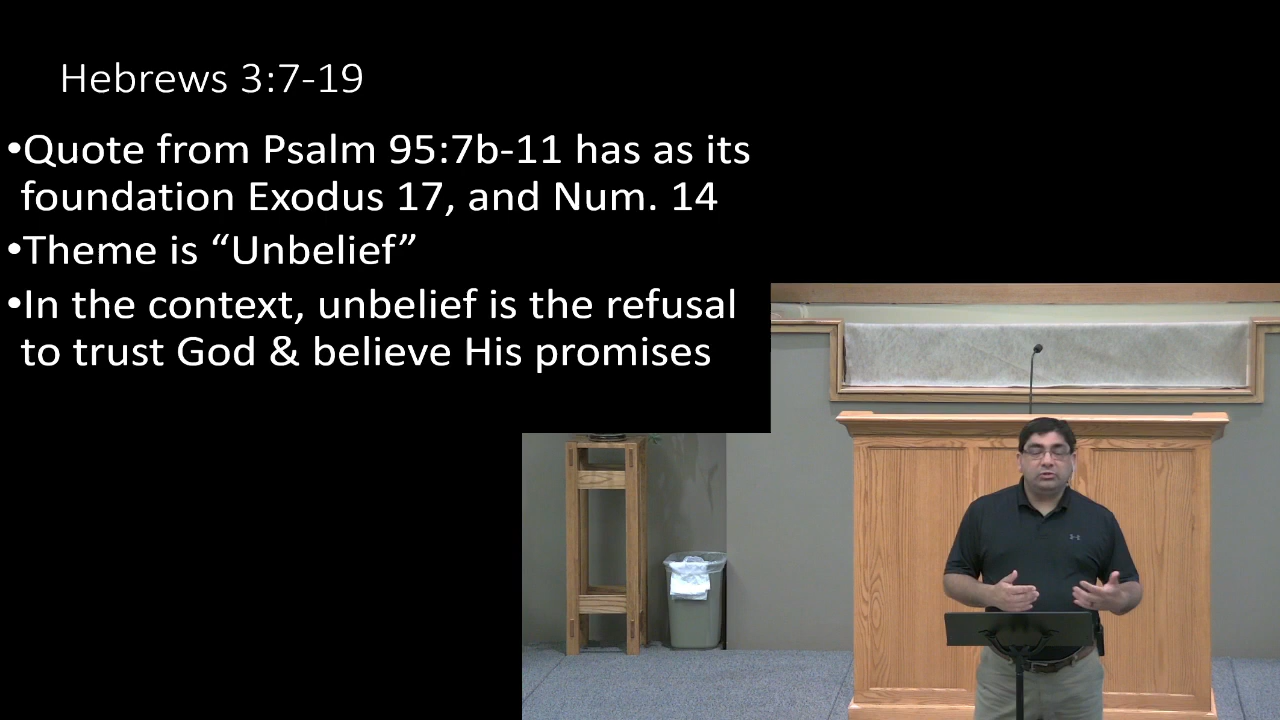 Hebrews 3:7-19
•Quote from Psalm 95:7b-11 has as its
foundation Exodus 17, and Num. 14
•Theme is “Unbelief”
•In the context, unbelief is the refusal
to trust God & believe His promises